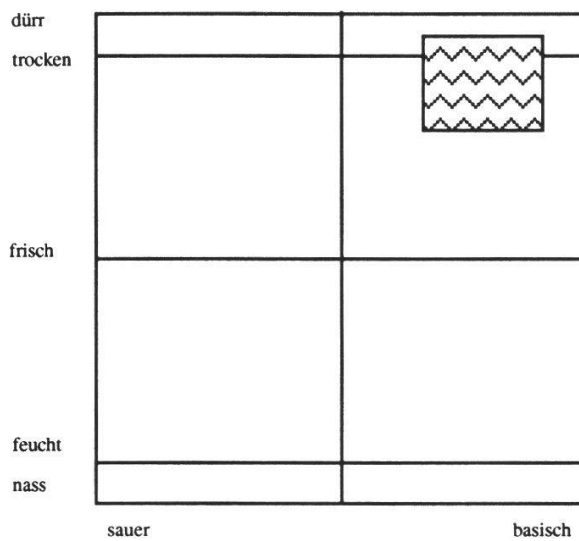 dürr
trocken
frisch
feucht
nass
sauer basisch